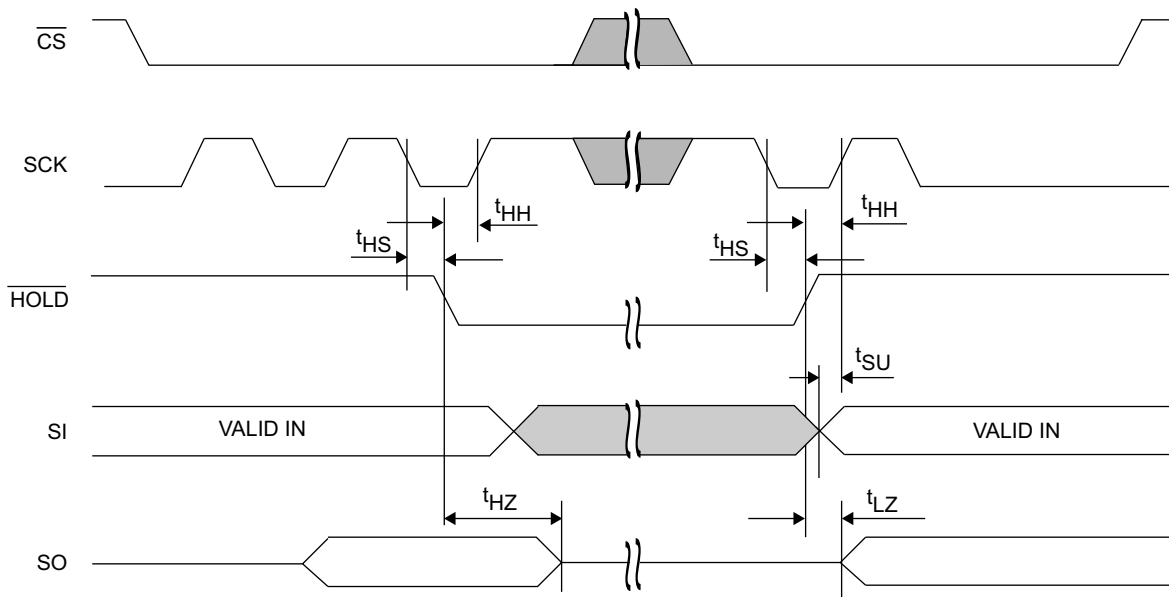 CS
SCK
tHH
tHH
tHS
tHS
HOLD
tSU
SI
VALID IN
VALID IN
tHZ
tLZ
SO